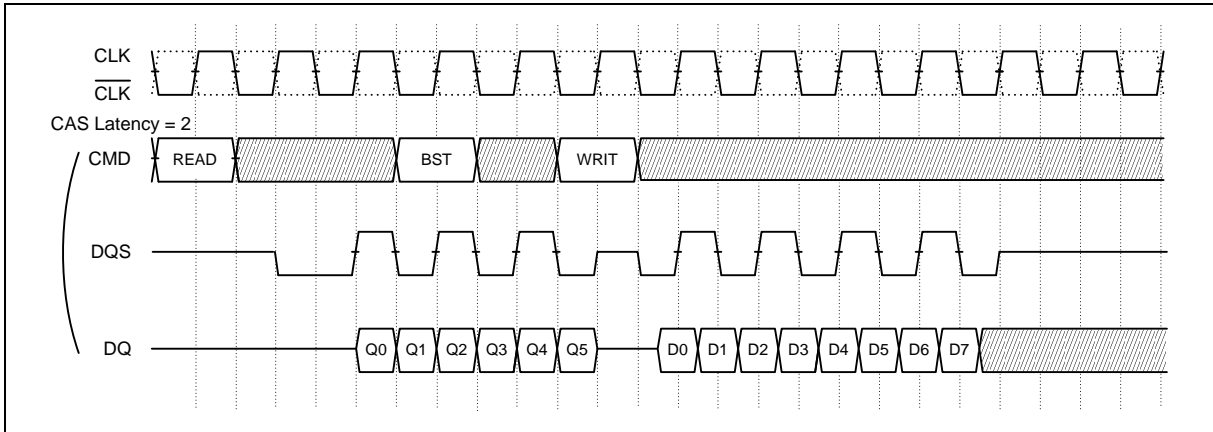 CLK
CLK
CAS Latency = 2
CMD READ BST WRIT
DQS
DQ Q0 Q1 Q2 Q3 Q4 Q5 D0 D1 D2 D3 D4 D5 D6 D7